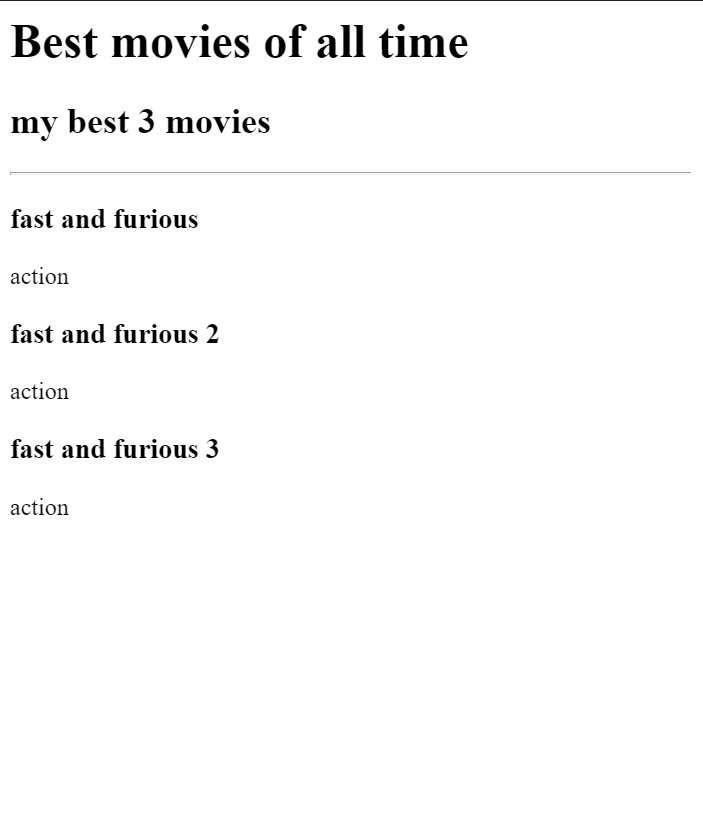 Best movies of all time
my best 3 movies
fast and furious
action
fast and furious 2
action
fast and furious 3
action